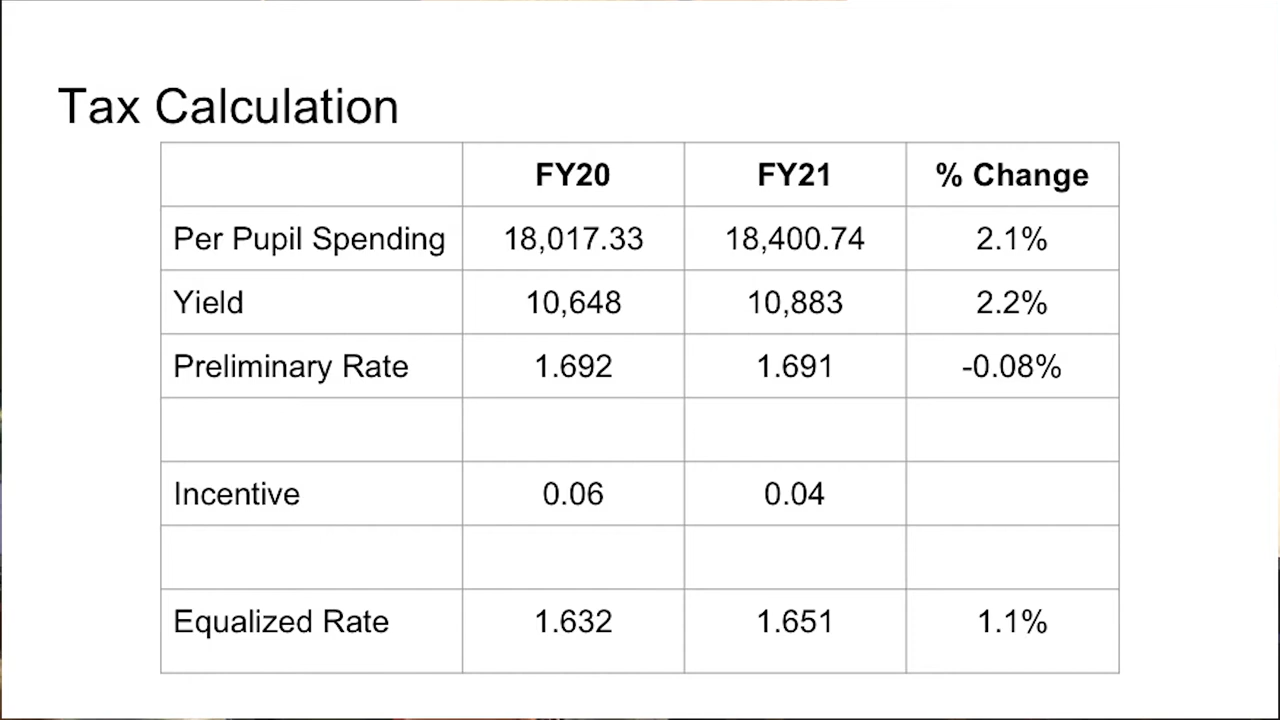 Tax Calculation
FY20 FY21 % Change
Per Pupil Spending 18,017.33 18,400.74 2.1%
Yield 10,648 10,883 2.2%
Preliminary Rate 1.692 1.691 -0.08%
Incentive 0.06 0.04
Equalized Rate 1.632 1.651 1.1%